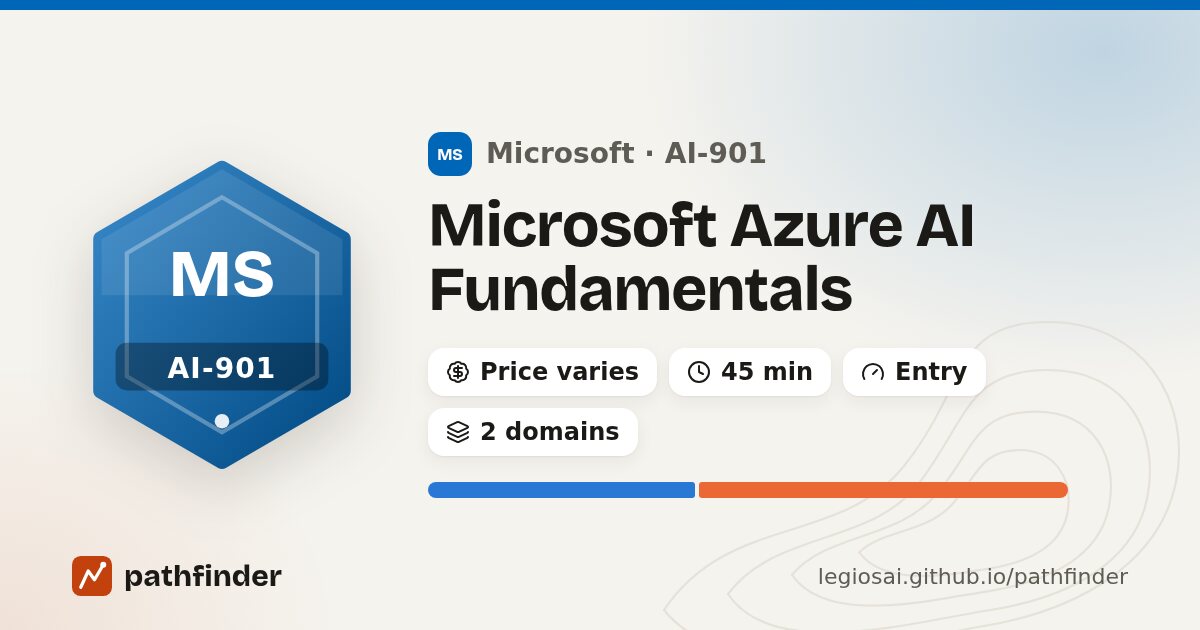 MS
AI-901
MS
Microsoft · AI-901
Microsoft Azure AI
Fundamentals
Price varies
45 min
Entry
2 domains
pathfinder
legiosai.github.io/pathfinder